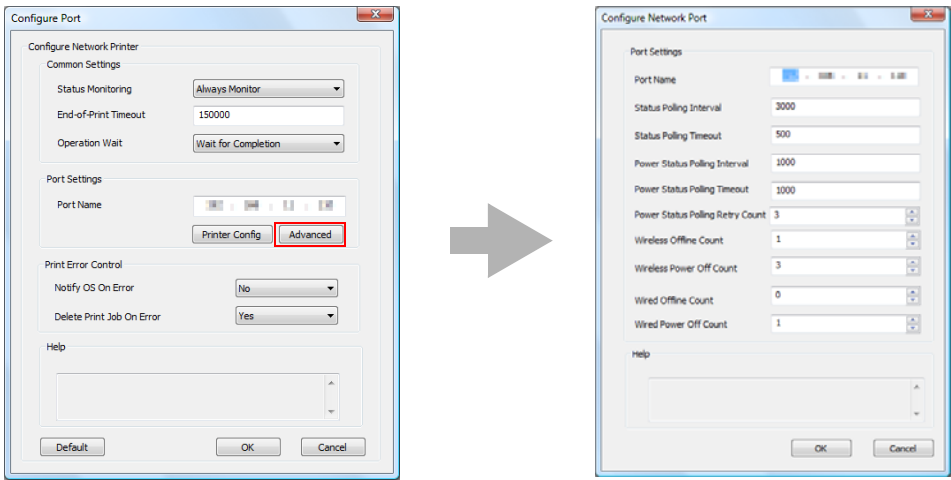 Configure Port
Configure Network Printer
Common Settings
Status Monitoring Always Monitor
End-of-Print Timeout 150000
Operation Wait Wait for Completion
Port Settings
Port Name
Printer Config Advanced
Print Error Control
Notify OS On Error No
Delete Print Job On Error Yes
Help
Default OK Cancel
Configure Network Port
Port Settings
Port Name
Status Polling Interval 3000
Status Polling Timeout 500
Power Status Polling Interval 1000
Power Status Polling Timeout 1000
Power Status Polling Retry Count 3
Wireless Offline Count 1
Wireless Power Off Count 3
Wired Offline Count 0
Wired Power Off Count 1
Help
OK Cancel